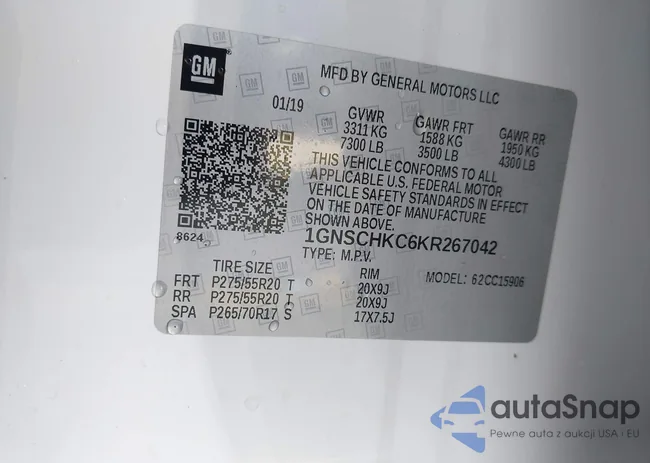 GM
MFD BY GENERAL MOTORS LLC
01/19
GVWR GAWR FRT GAWR RR
3311 KG 1588 KG 1950 KG
7300 LB 3500 LB 4300 LB
THIS VEHICLE CONFORMS TO ALL
APPLICABLE U.S. FEDERAL MOTOR
VEHICLE SAFETY STANDARDS IN EFFECT
ON THE DATE OF MANUFACTURE
SHOWN ABOVE.
8624
1GNSCHKC6KR267042
TYPE: M.P.V. MODEL: 62CC15906
TIRE SIZE RIM
FRT P275/55R20 T 20X9J
RR P275/55R20 T 20X9J
SPA P265/70R17 S 17X7.5J
autaSnap
Pewne auta z aukcji USA i EU